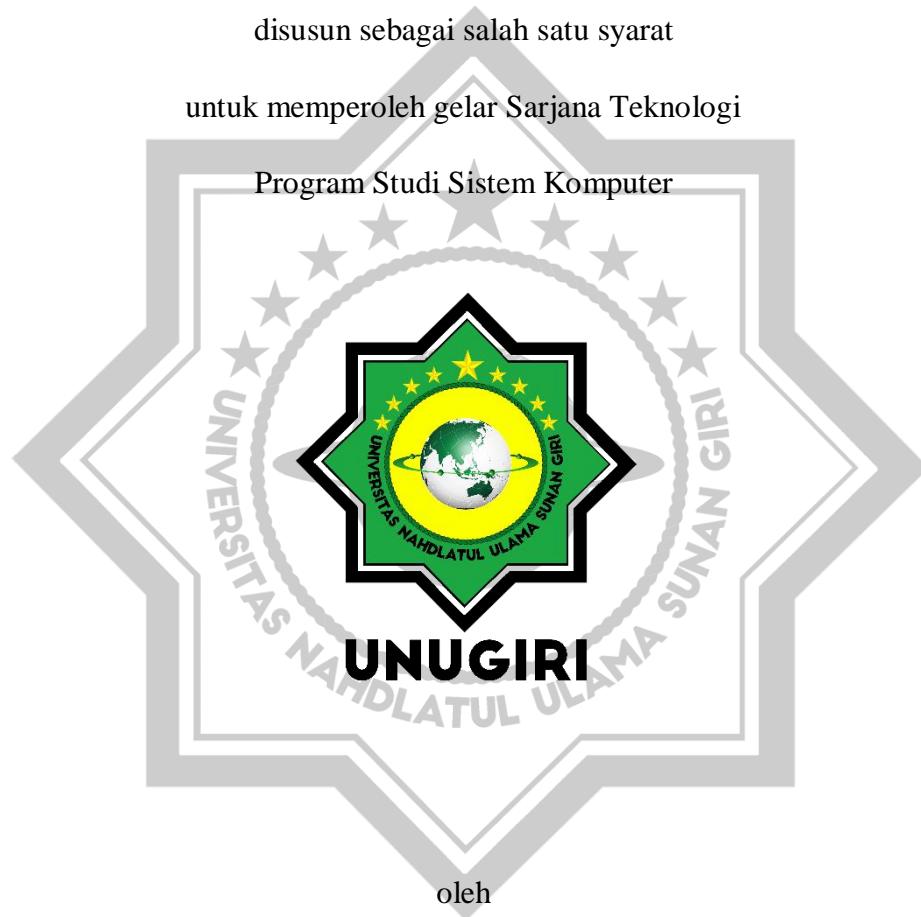 disusun sebagai salah satu syarat
untuk memperoleh gelar Sarjana Teknologi
Program Studi Sistem Komputer
UNIVERSITAS NAHDLATUL ULAMA SUNAN GIRI
UNIVERSITAS NAHDLATUL ULAMA SUNAN GIRI
UNUGIRI
oleh